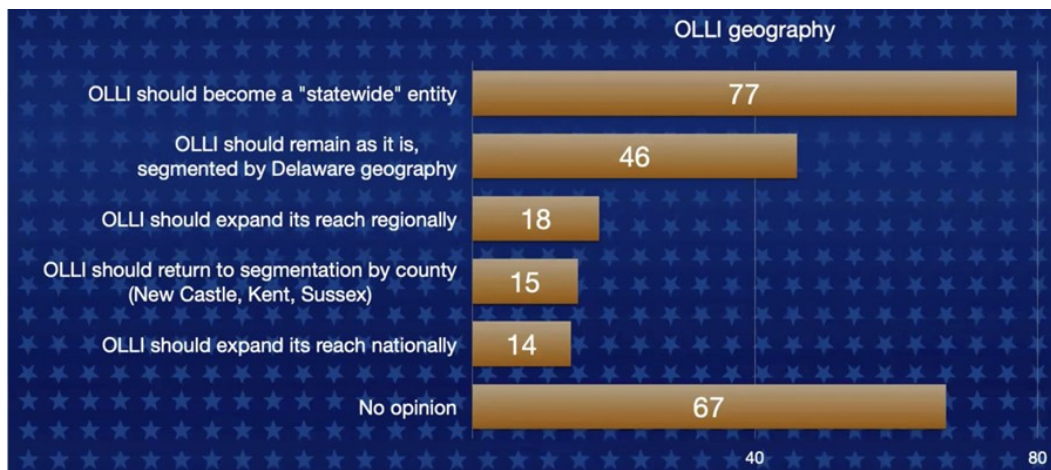 OLLI geography
OLLI should become a "statewide" entity
77
OLLI should remain as it is,
segmented by Delaware geography
46
OLLI should expand its reach regionally
18
OLLI should return to segmentation by county
(New Castle, Kent, Sussex)
15
OLLI should expand its reach nationally
14
No opinion
67
40
80